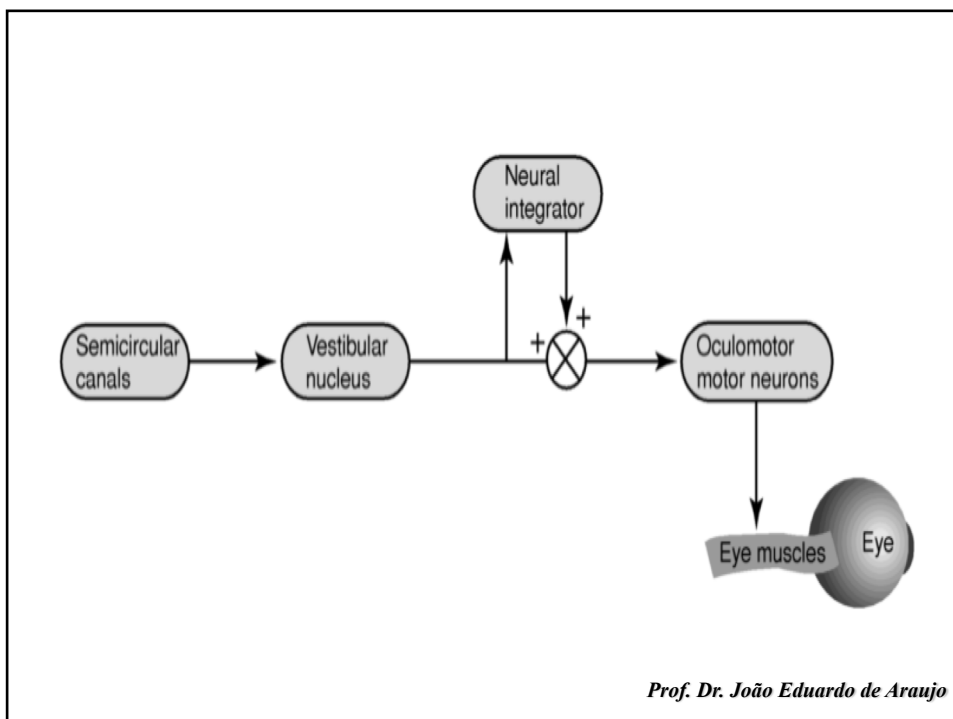 Neural
integrator
+
+
Semicircular
canals
Vestibular
nucleus
Oculomotor
motor neurons
Eye muscles
Eye
Prof. Dr. João Eduardo de Araujo